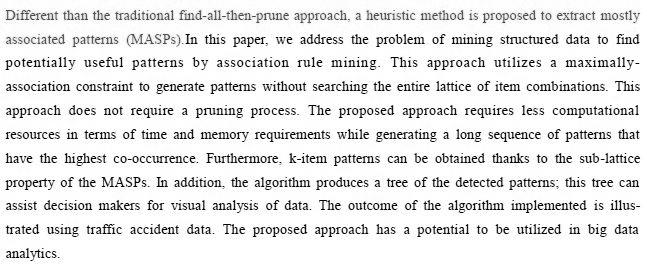 Different than the traditional find-all-then-prune approach, a heuristic method is proposed to extract mostly
associated patterns (MASPs).In this paper, we address the problem of mining structured data to find
potentially useful patterns by association rule mining. This approach utilizes a maximally-
association constraint to generate patterns without searching the entire lattice of item combinations. This
approach does not require a pruning process. The proposed approach requires less computational
resources in terms of time and memory requirements while generating a long sequence of patterns that
have the highest co-occurrence. Furthermore, k-item patterns can be obtained thanks to the sub-lattice
property of the MASPs. In addition, the algorithm produces a tree of the detected patterns; this tree can
assist decision makers for visual analysis of data. The outcome of the algorithm implemented is illus-
trated using traffic accident data. The proposed approach has a potential to be utilized in big data
analytics.